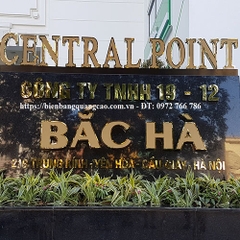 CENTRAL POINT
CÔNG TY TNHH 19 - 12
https://bienbangquangcao.com.vn - ĐT: 0972 766 786
BẮC HÀ
TRUNG KÍNH - YÊN HÒA - CẦU GIẤY - HÀ NỘI